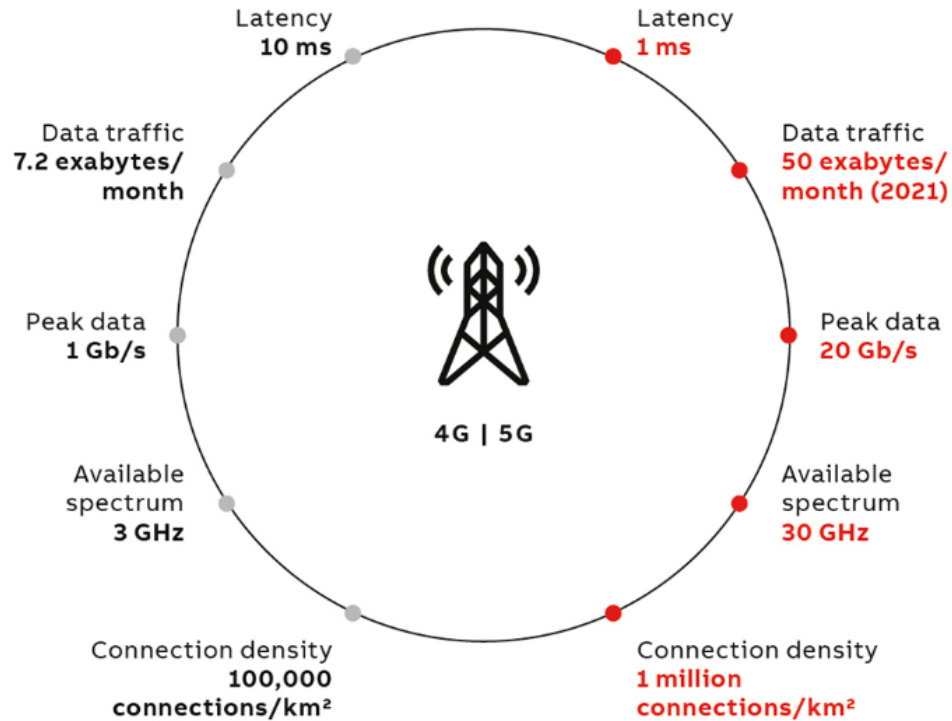 Latency
10 ms
Latency
1 ms
Data traffic
7.2 exabytes/
month
Data traffic
50 exabytes/
month (2021)
Peak data
1 Gb/s
Peak data
20 Gb/s
4G | 5G
Available
spectrum
3 GHz
Available
spectrum
30 GHz
Connection density
100,000
connections/km²
Connection density
1 million
connections/km²